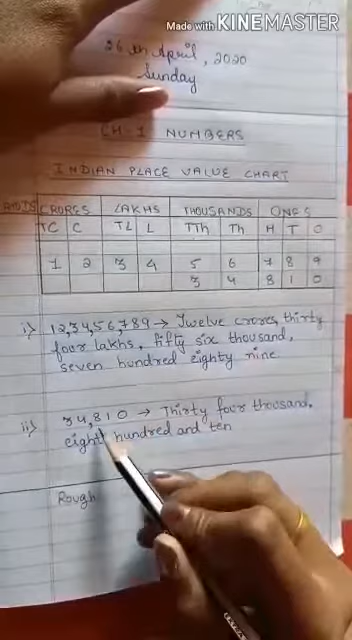 Made with KINEMASTER
26th April, 2020
Sunday
CH-1 NUMBERS
INDIAN PLACE VALUE CHART
CRORES LAKHS THOUSANDS ONES
TC C TL L TTh Th H T O
1 2 3 4 5 6 7 8 9
3 4 8 1 0
i) 12,34,56,789 → Twelve crores, thirty
four lakhs, fifty six thousand,
seven hundred eighty nine
ii) 34,810 → Thirty four thousand,
eight hundred and ten
Rough